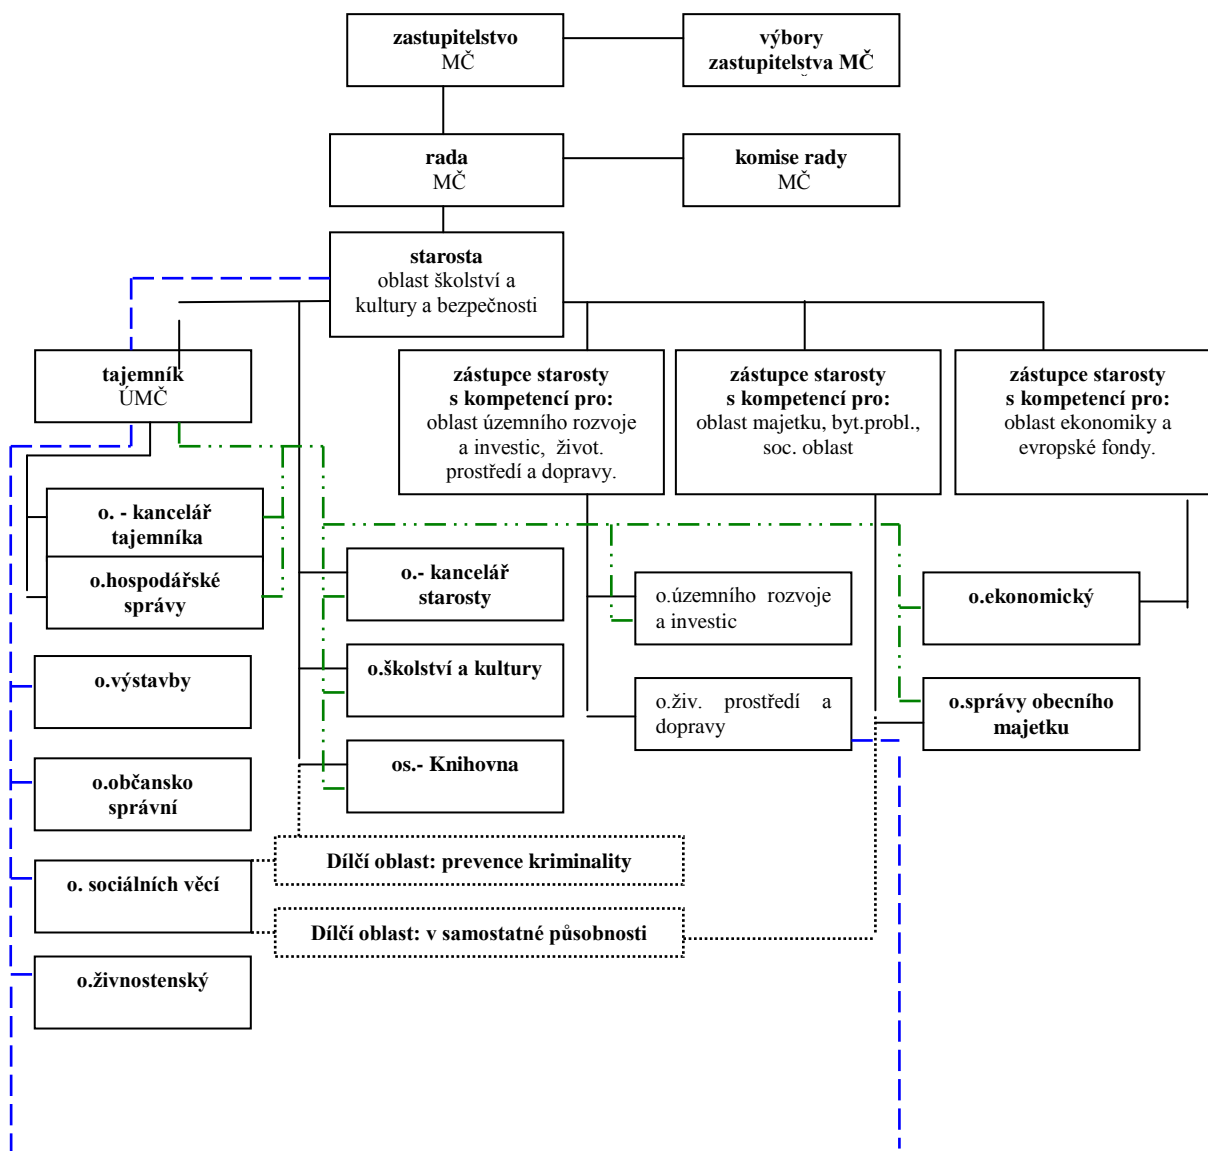 zastupitelstvo
MČ
výbory
zastupitelstva MČ
rada
MČ
komise rady
MČ
starosta
oblast školství a
kultury a bezpečnosti
tajemník
ÚMČ
zástupce starosty
s kompetencí pro:
oblast územního rozvoje
a investic, život.
prostředí a dopravy.
zástupce starosty
s kompetencí pro:
oblast majetku, byt.probl.,
soc. oblast
zástupce starosty
s kompetencí pro:
oblast ekonomiky a
evropské fondy.
o. - kancelář
tajemníka
o.hospodářské
správy
o.- kancelář
starosty
o.územního rozvoje
a investic
o.ekonomický
o.výstavby
o.školství a kultury
o.živ. prostředí a
dopravy
o.správy obecního
majetku
o.občansko
správní
os.- Knihovna
o. sociálních věcí
Dílčí oblast: prevence kriminality
Dílčí oblast: v samostatné působnosti
o.živnostenský